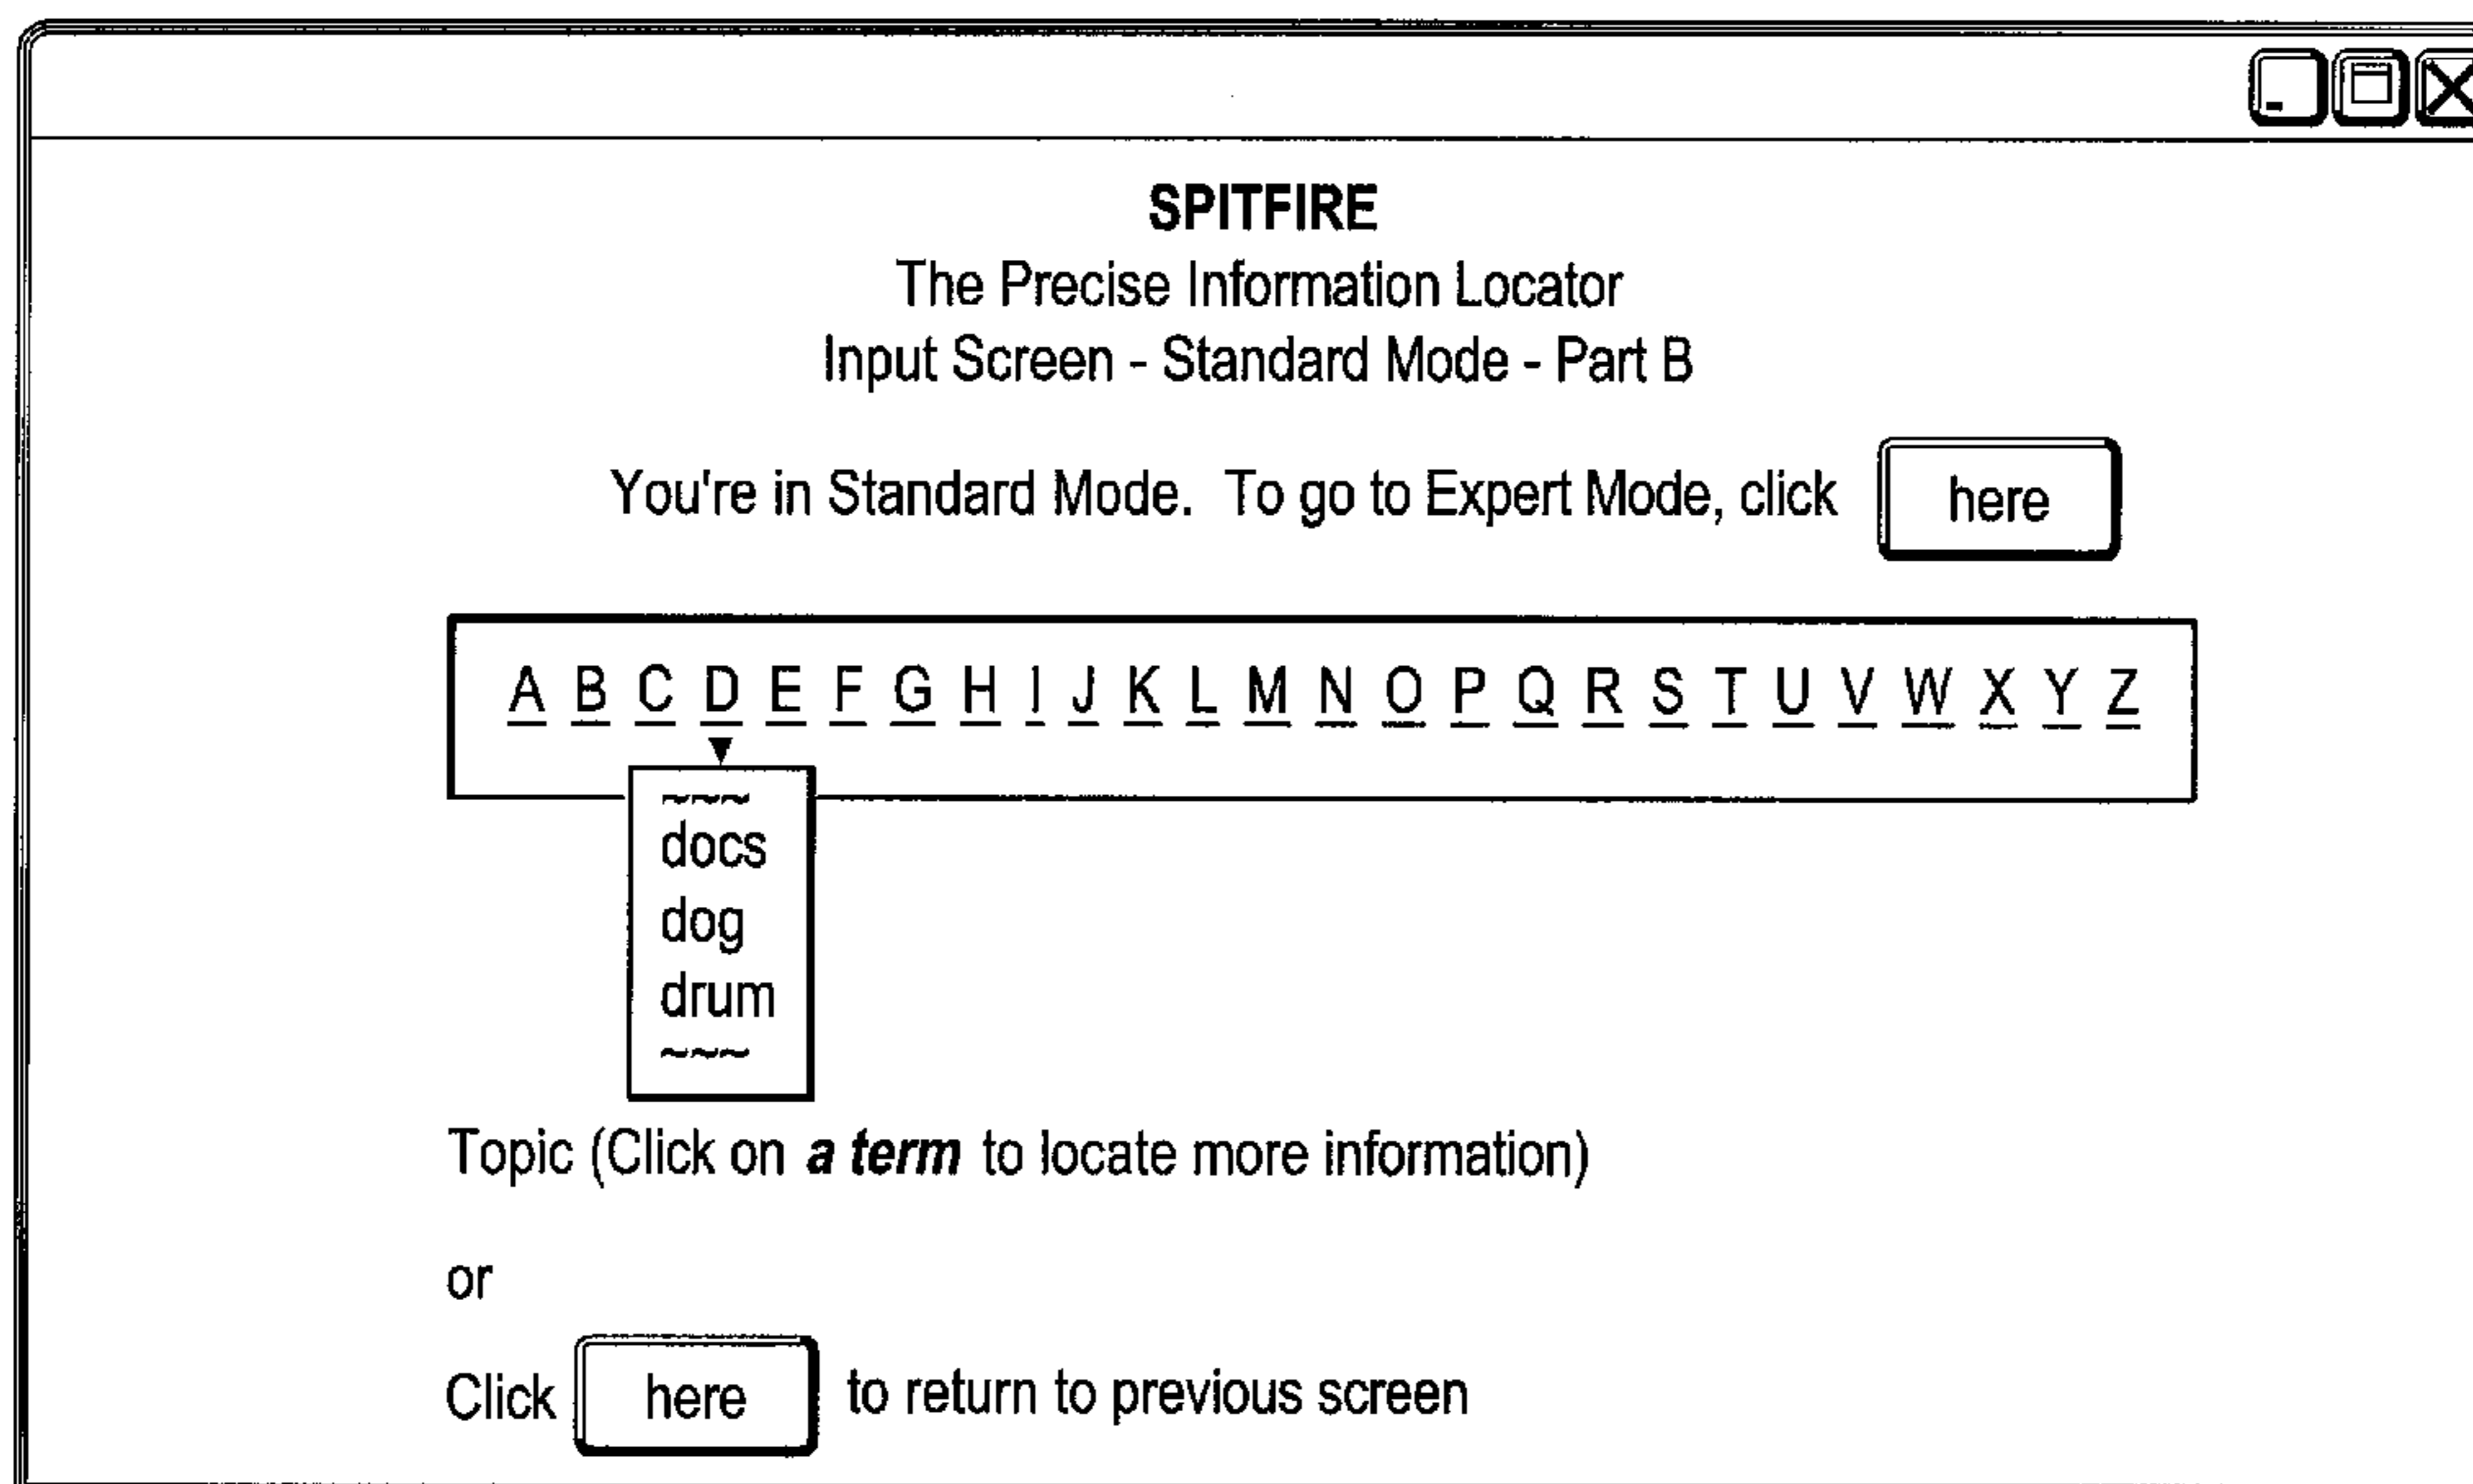 SPITFIRE
The Precise Information Locator
Input Screen - Standard Mode - Part B
You're in Standard Mode. To go to Expert Mode, click here
A B C D E F G H I J K L M N O P Q R S T U V W X Y Z
~~~
docs
dog
drum
~~~
Topic (Click on a term to locate more information)
or
Click here to return to previous screen